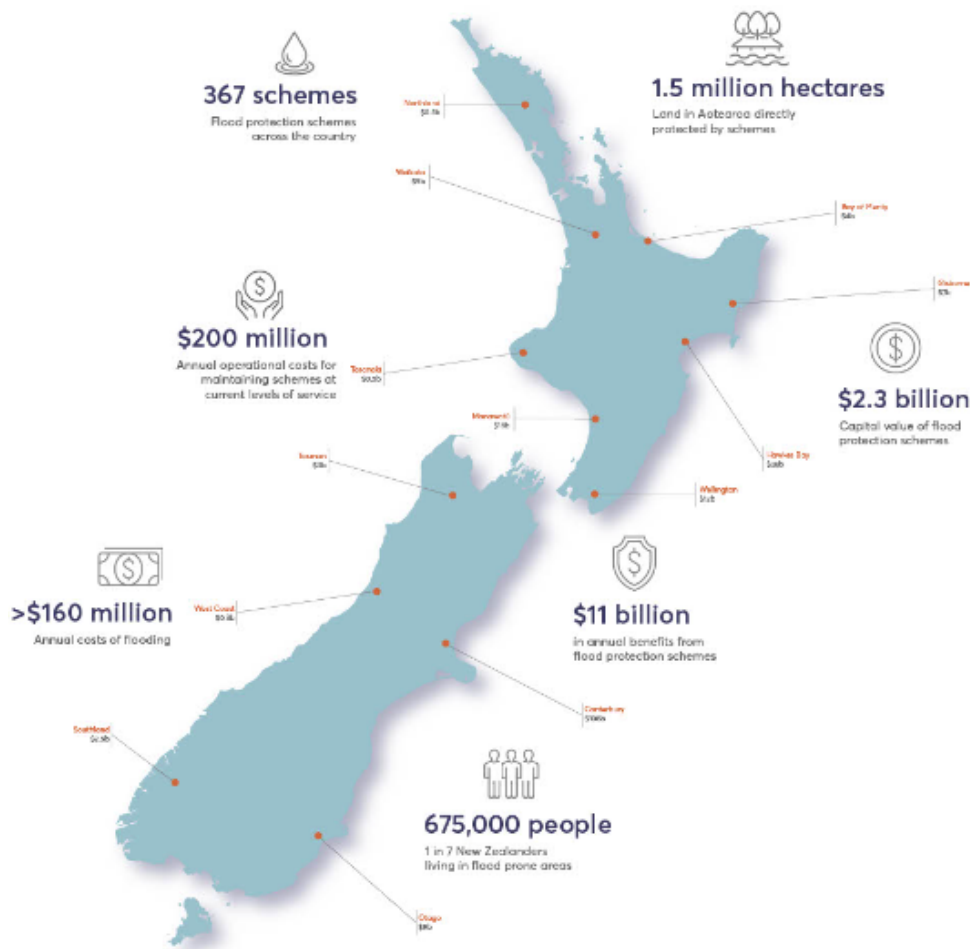 367 schemes
Flood protection schemes
across the country
1.5 million hectares
Land in Aotearoa directly
protected by schemes
Northland
Waikato
Bay of Plenty
$200 million
Annual operational costs for
maintaining schemes at
current levels of service
Taranaki
$2.3 billion
Capital value of flood
protection schemes
Manawatū
Hawkes Bay
Tasman
Wellington
>$160 million
Annual costs of flooding
West Coast
$11 billion
in annual benefits from
flood protection schemes
Canterbury
Southland
675,000 people
1 in 7 New Zealanders
living in flood prone areas
Otago